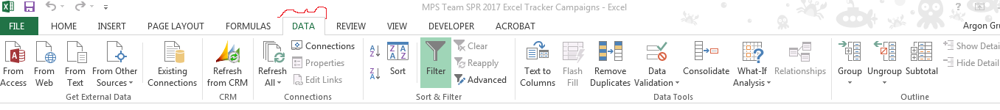 MPS Team SPR 2017 Excel Tracker Campaigns - Excel
FILE HOME INSERT PAGE LAYOUT FORMULAS DATA REVIEW VIEW DEVELOPER ACROBAT Argon Gru
From Access
From Web
From Text
From Other Sources
Existing Connections
Get External Data
Refresh from CRM
CRM
Refresh All
Connections
Properties
Edit Links
Connections
A Z
Z A
Z A A Z
Sort
Filter
Clear
Reapply
Advanced
Sort & Filter
Text to Columns
Flash Fill
Remove Duplicates
Data Validation
Consolidate
What-If Analysis
Relationships
Data Tools
Group
Ungroup
Subtotal
Show Detai
Hide Detail
Outline